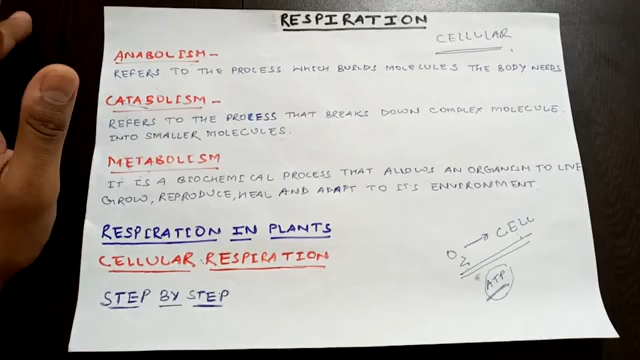 RESPIRATION
CELLULAR
ANABOLISM -
REFERS TO THE PROCESS WHICH BUILDS MOLECULES THE BODY NEEDS
CATABOLISM -
REFERS TO THE PROCESS THAT BREAKS DOWN COMPLEX MOLECULE
INTO SMALLER MOLECULES.
METABOLISM
IT IS A BIOCHEMICAL PROCESS THAT ALLOWS AN ORGANISM TO LIVE
GROW, REPRODUCE, HEAL AND ADAPT TO ITS ENVIRONMENT.
RESPIRATION IN PLANTS
CELLULAR RESPIRATION
O2 → CELL
ATP
STEP BY STEP